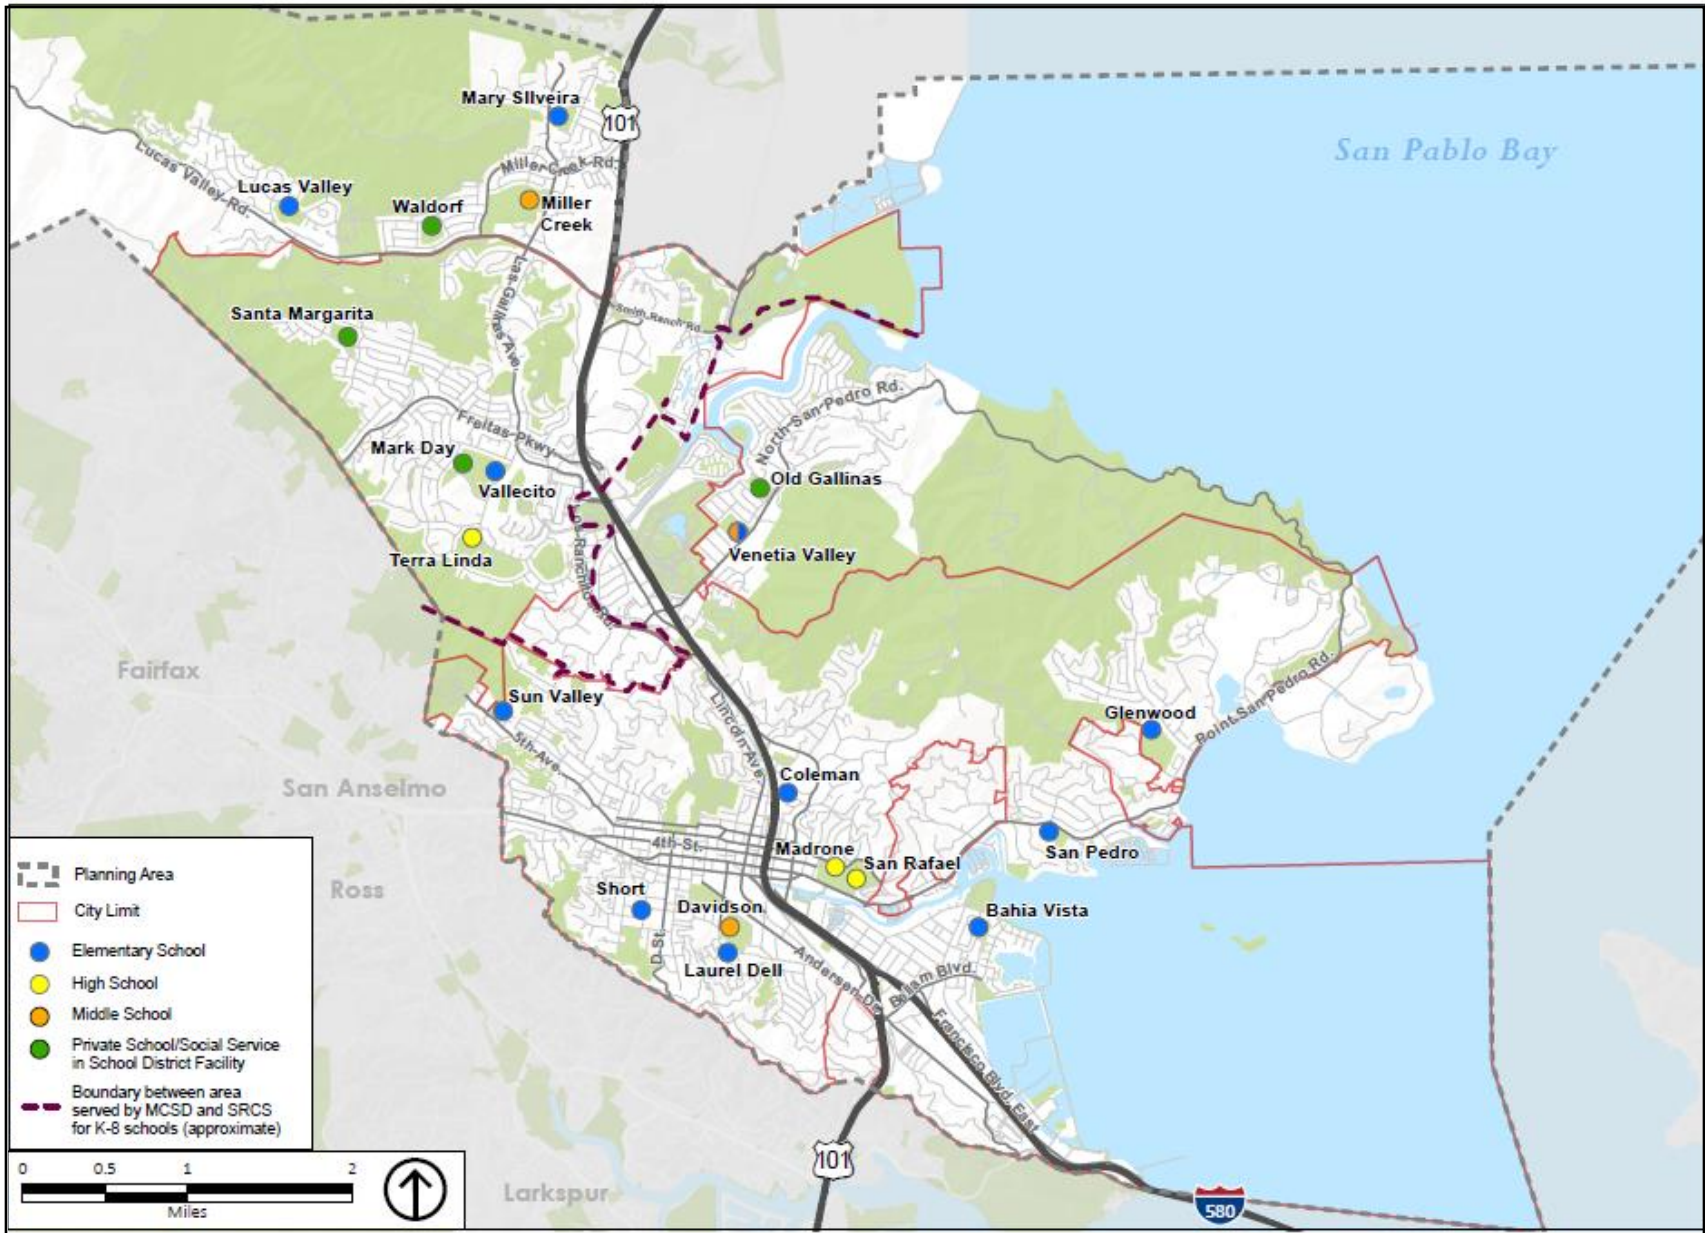 Mary SIlveira
101
San Pablo Bay
Miller Creek Rd.
Lucas Valley Rd.
Lucas Valley
Waldorf
Miller
Creek
Las Gallinas Ave.
Santa Margarita
Smith Ranch Rd.
North San Pedro Rd.
Freitas Pkwy
Mark Day
Vallecito
Old Gallinas
Los Ranchitos Rd.
Venetia Valley
Terra Linda
Fairfax
Sun Valley
Lincoln Ave.
Glenwood
Point San Pedro Rd.
5th Ave.
San Anselmo
Coleman
4th St.
Madrone
San Rafael
San Pedro
Ross
Short
Davidson
Bahia Vista
D St.
Laurel Dell
Andersen Dr.
Bellam Blvd.
Francisco Blvd. East
Planning Area
City Limit
Elementary School
High School
Middle School
Private School/Social Service
in School District Facility
Boundary between area
served by MCSD and SRCS
for K-8 schools (approximate)
0 0.5 1 2
Miles
101
Larkspur
580